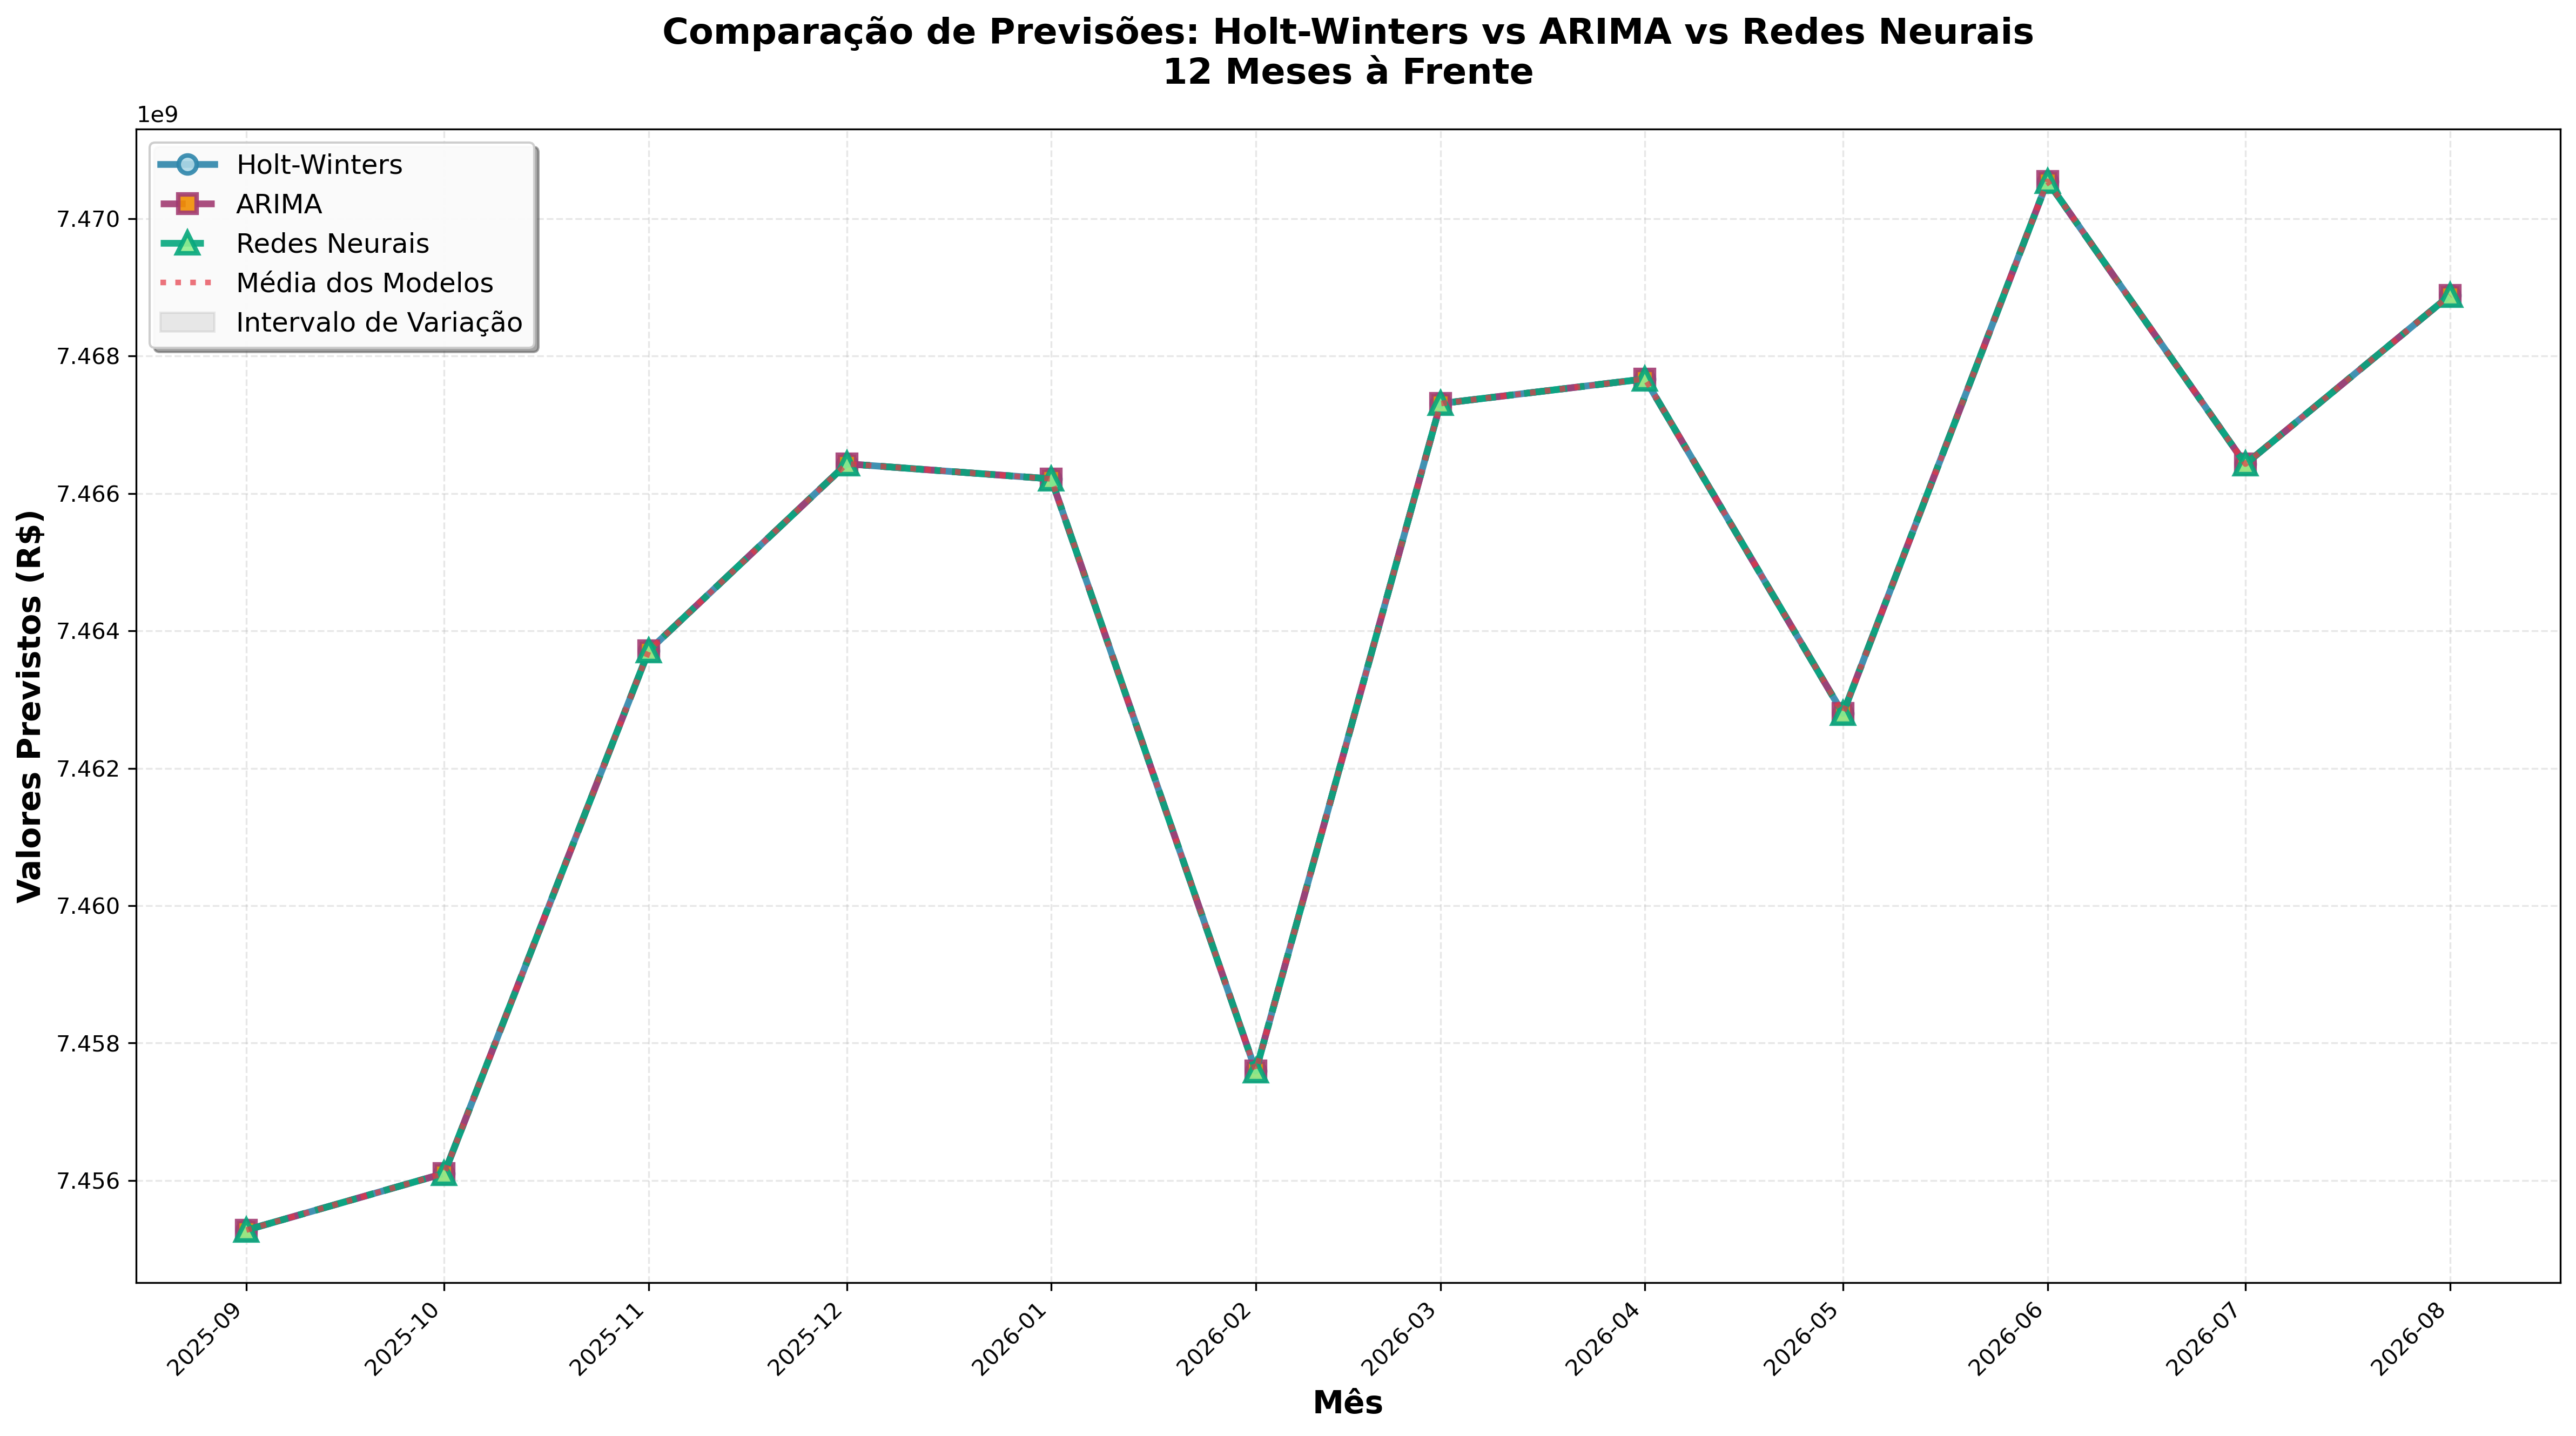 Comparação de Previsões: Holt-Winters vs ARIMA vs Redes Neurais
12 Meses à Frente
1e9
Holt-Winters
ARIMA
Redes Neurais
Média dos Modelos
Intervalo de Variação
7.470
7.468
7.466
7.464
7.462
7.460
7.458
7.456
Valores Previstos (R$)
2025-09
2025-10
2025-11
2025-12
2026-01
2026-02
2026-03
2026-04
2026-05
2026-06
2026-07
2026-08
Mês